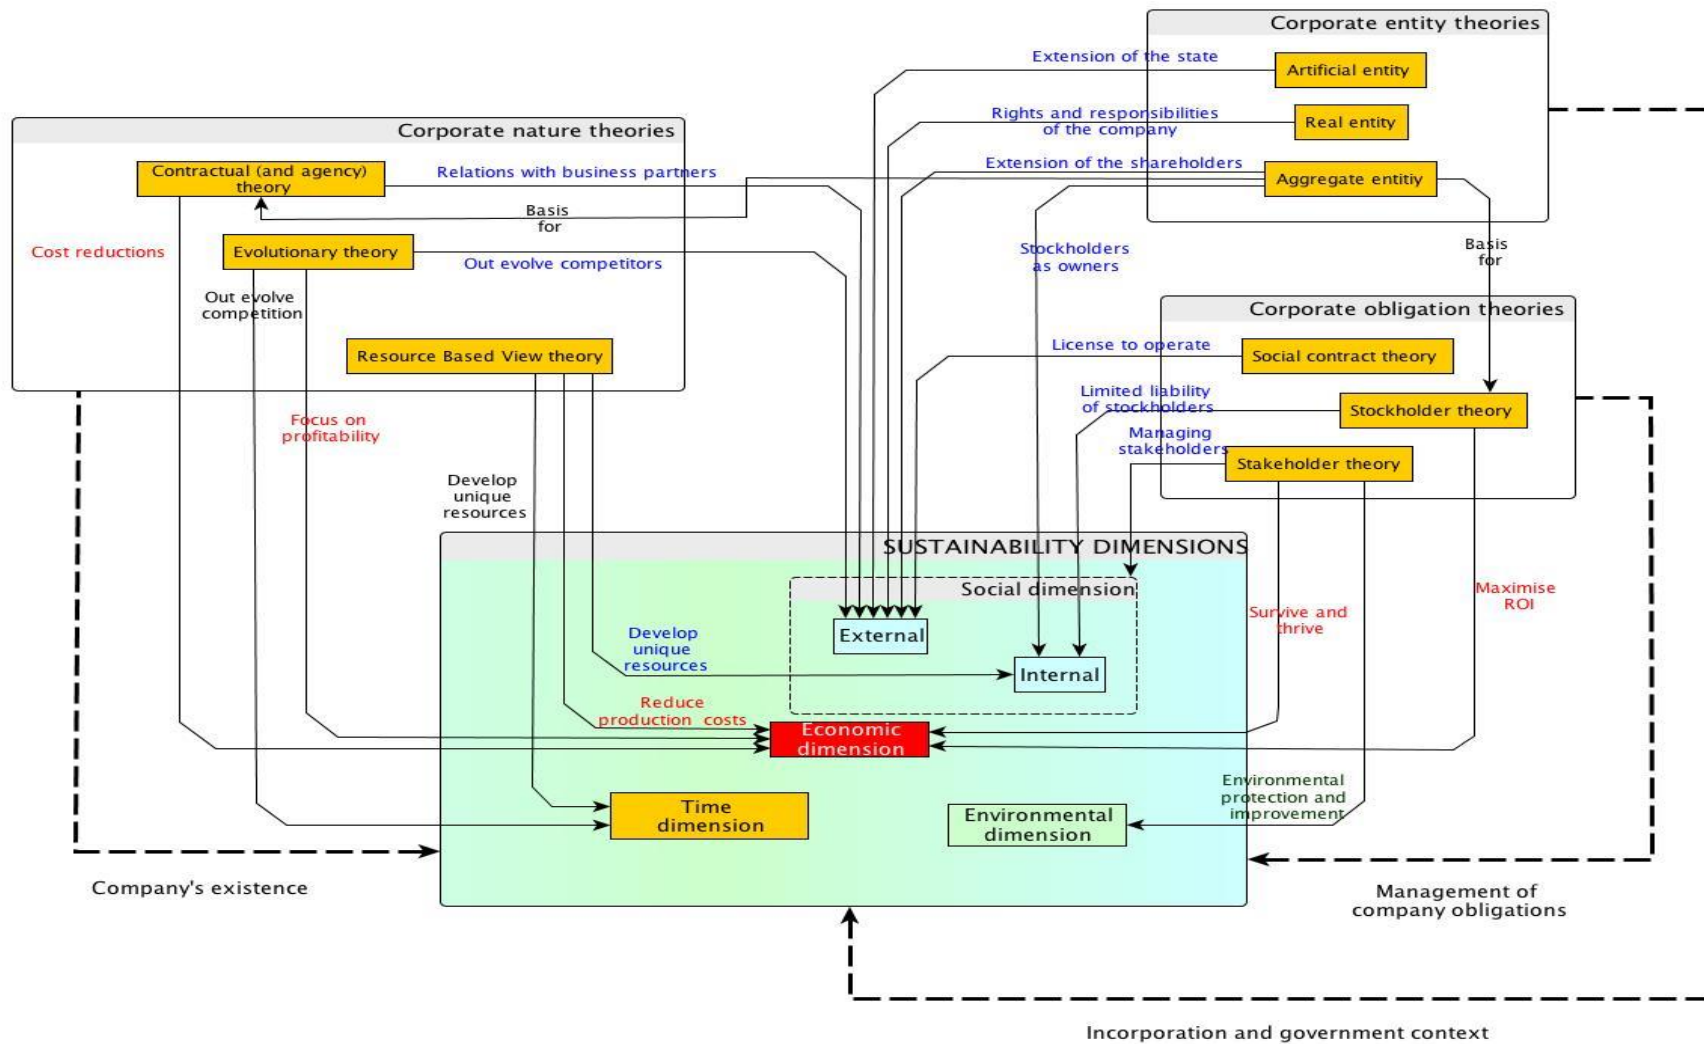 Corporate entity theories
Extension of the state
Artificial entity
Rights and responsibilities
of the company
Real entity
Extension of the shareholders
Aggregate entitiy
Stockholders
as owners
Basis
for
Corporate nature theories
Contractual (and agency)
theory
Relations with business partners
Basis
for
Cost reductions
Evolutionary theory
Out evolve competitors
Out evolve
competition
Resource Based View theory
Focus on
profitability
Develop
unique
resources
Corporate obligation theories
License to operate
Social contract theory
Limited liability
of stockholders
Stockholder theory
Managing
stakeholders
Stakeholder theory
SUSTAINABILITY DIMENSIONS
Social dimension
External
Internal
Develop
unique
resources
Reduce
production costs
Economic
dimension
Survive and
thrive
Maximise
ROI
Time
dimension
Environmental
dimension
Environmental
protection and
improvement
Company's existence
Management of
company obligations
Incorporation and government context